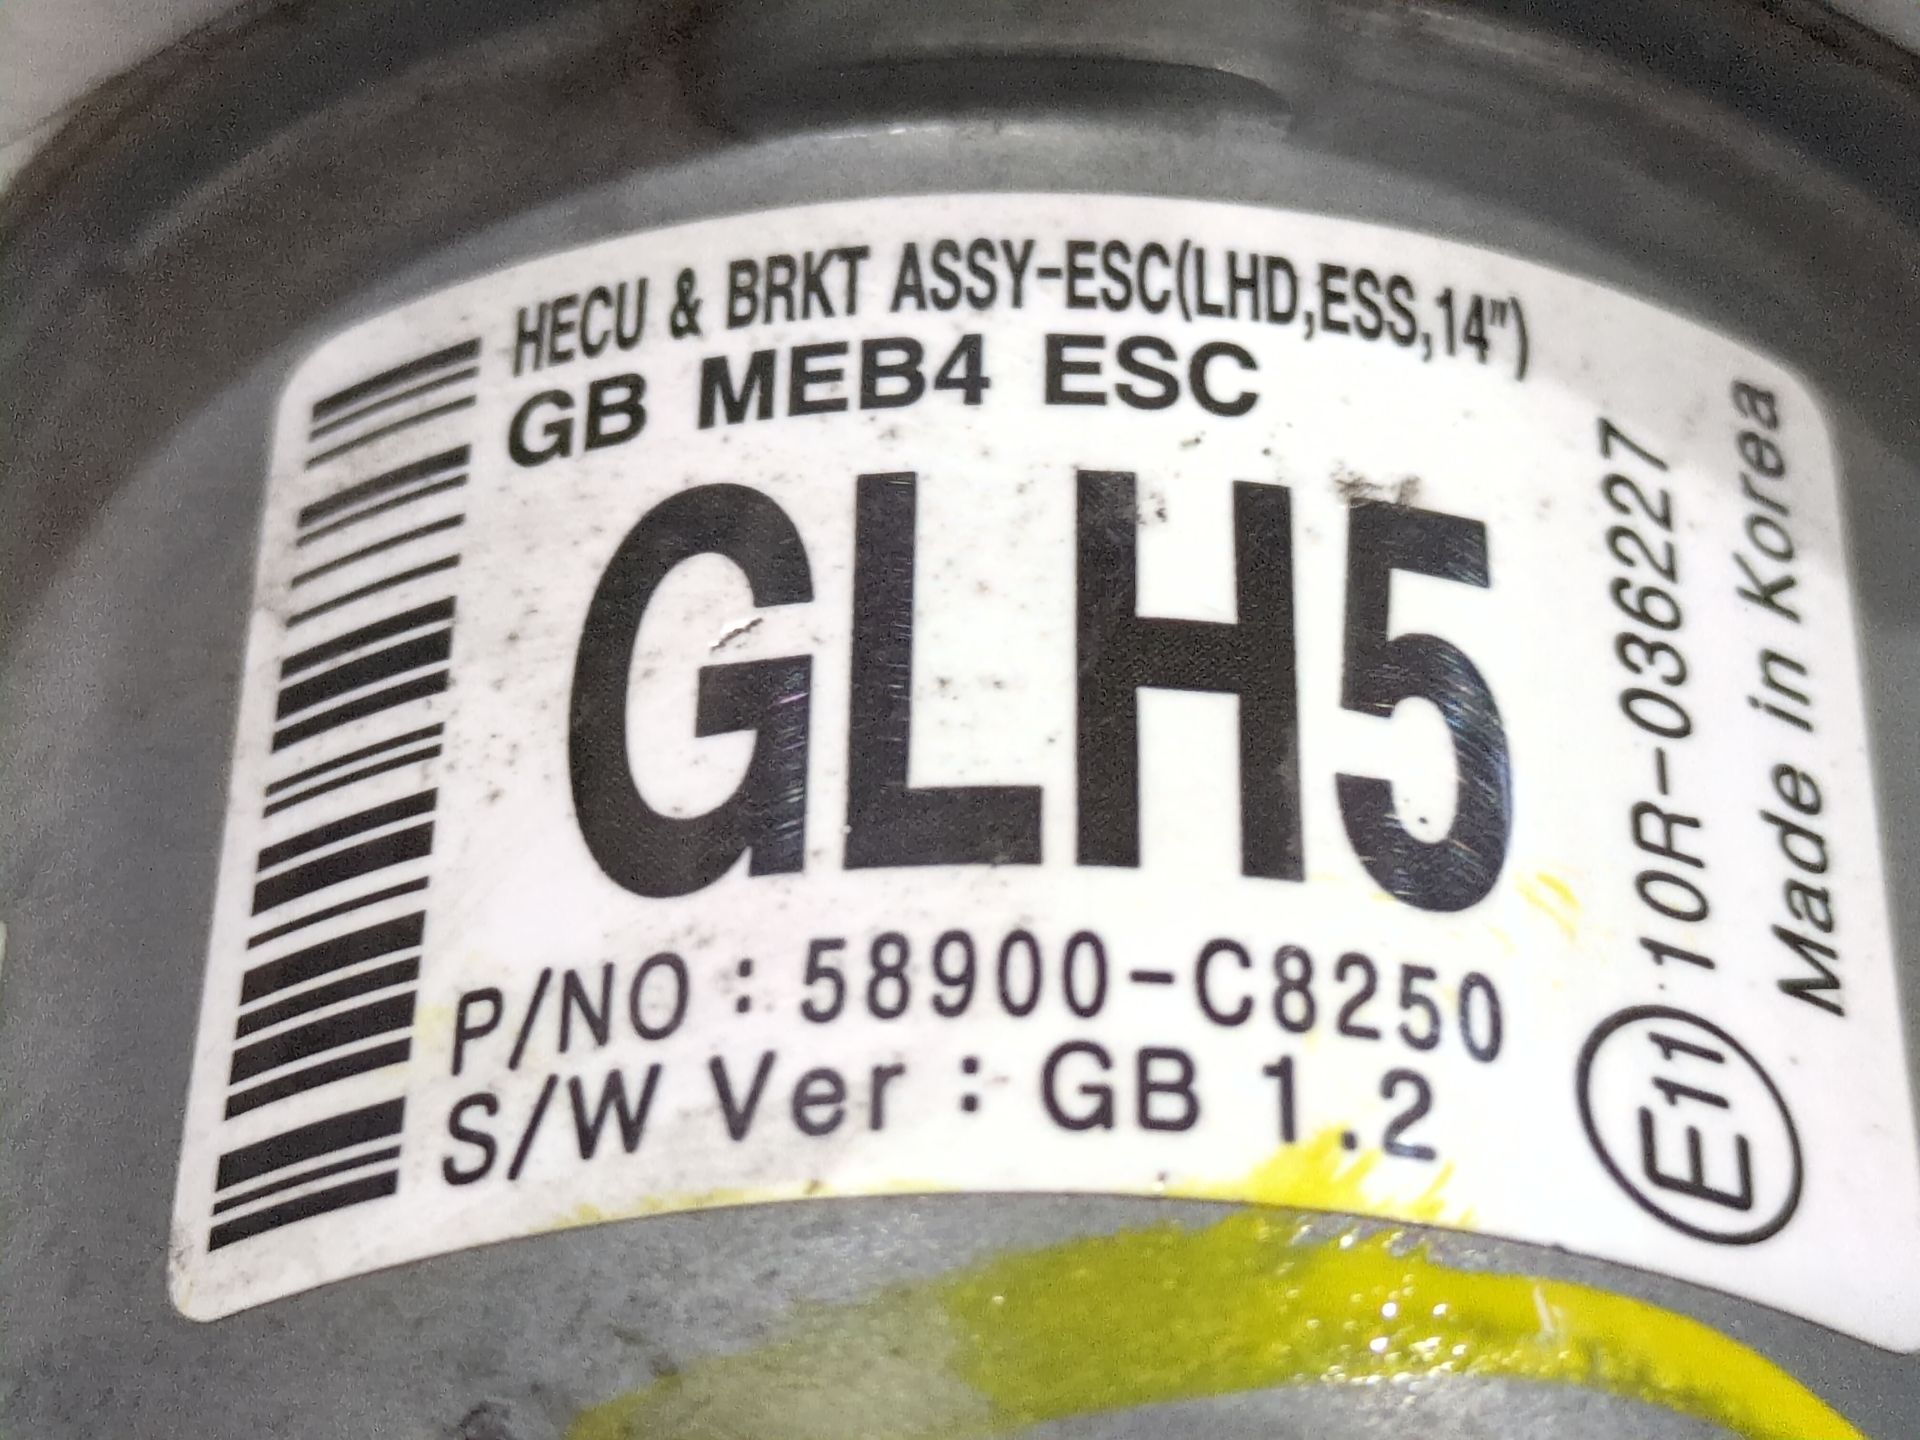 HECU & BRKT ASSY-ESC(LHD,ESS,14")
GB MEB4 ESC
GLH5
P/NO : 58900-C8250
S/W Ver : GB 1.2
E11 10R-036227
Made in Korea